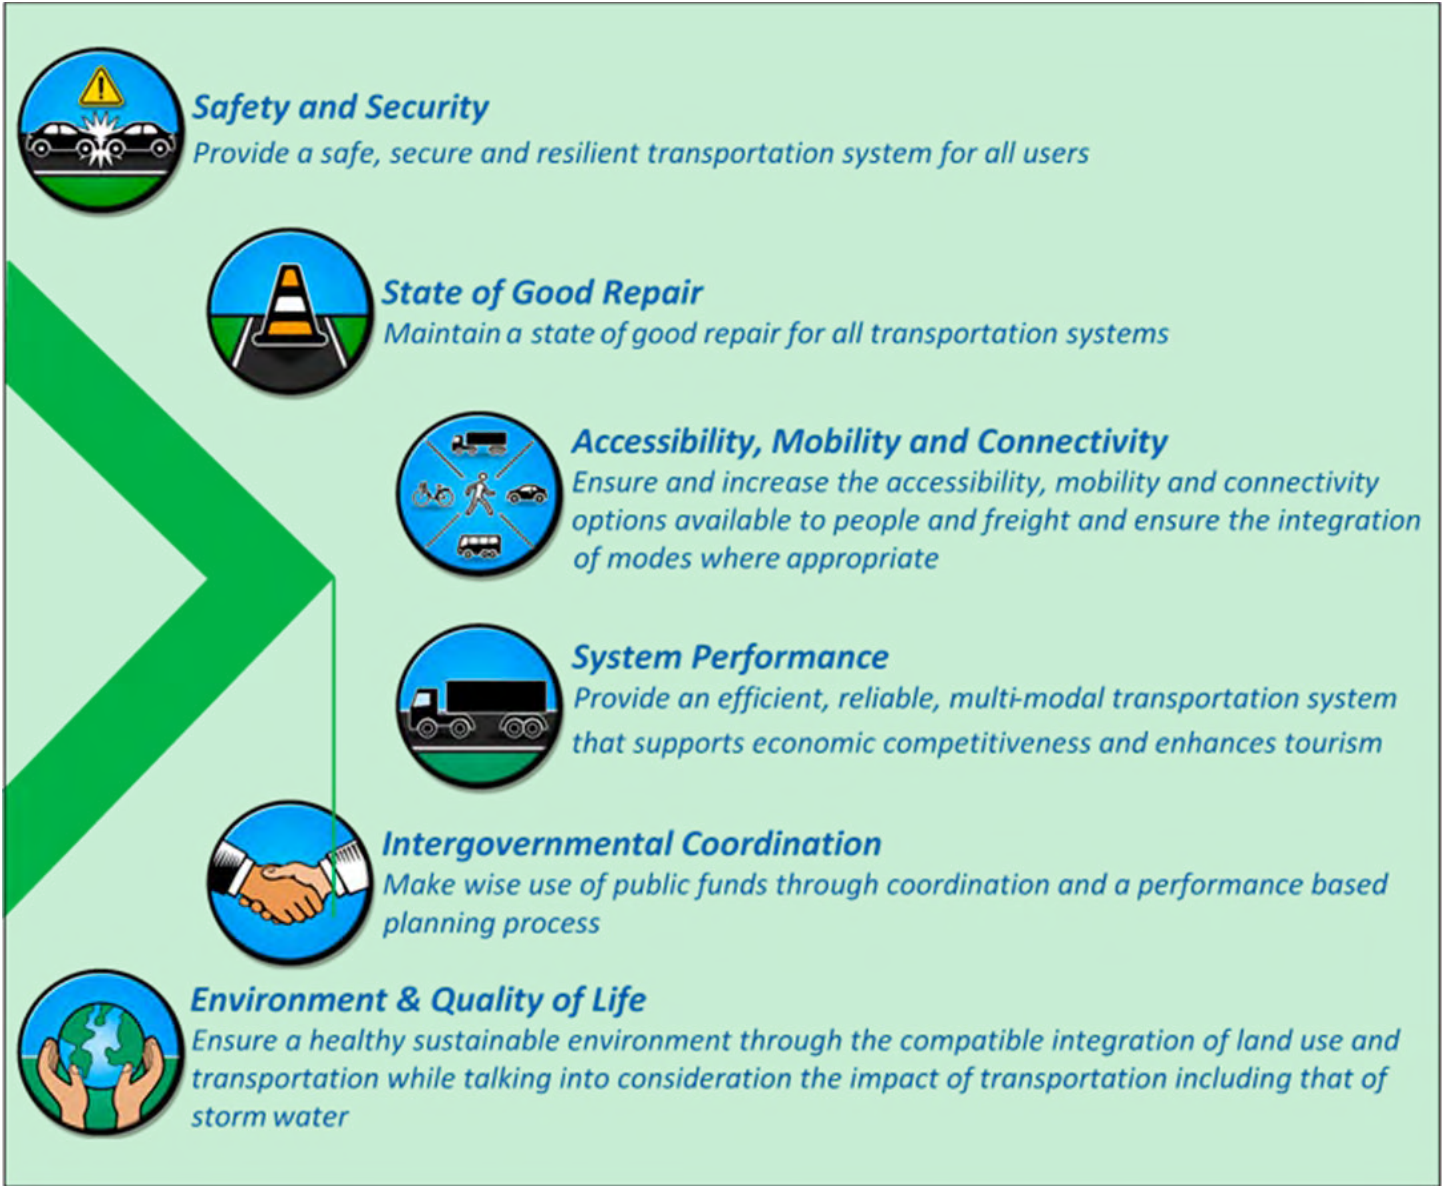 Safety and Security
Provide a safe, secure and resilient transportation system for all users
State of Good Repair
Maintain a state of good repair for all transportation systems
Accessibility, Mobility and Connectivity
Ensure and increase the accessibility, mobility and connectivity
options available to people and freight and ensure the integration
of modes where appropriate
System Performance
Provide an efficient, reliable, multi-modal transportation system
that supports economic competitiveness and enhances tourism
Intergovernmental Coordination
Make wise use of public funds through coordination and a performance based
planning process
Environment & Quality of Life
Ensure a healthy sustainable environment through the compatible integration of land use and
transportation while talking into consideration the impact of transportation including that of
storm water